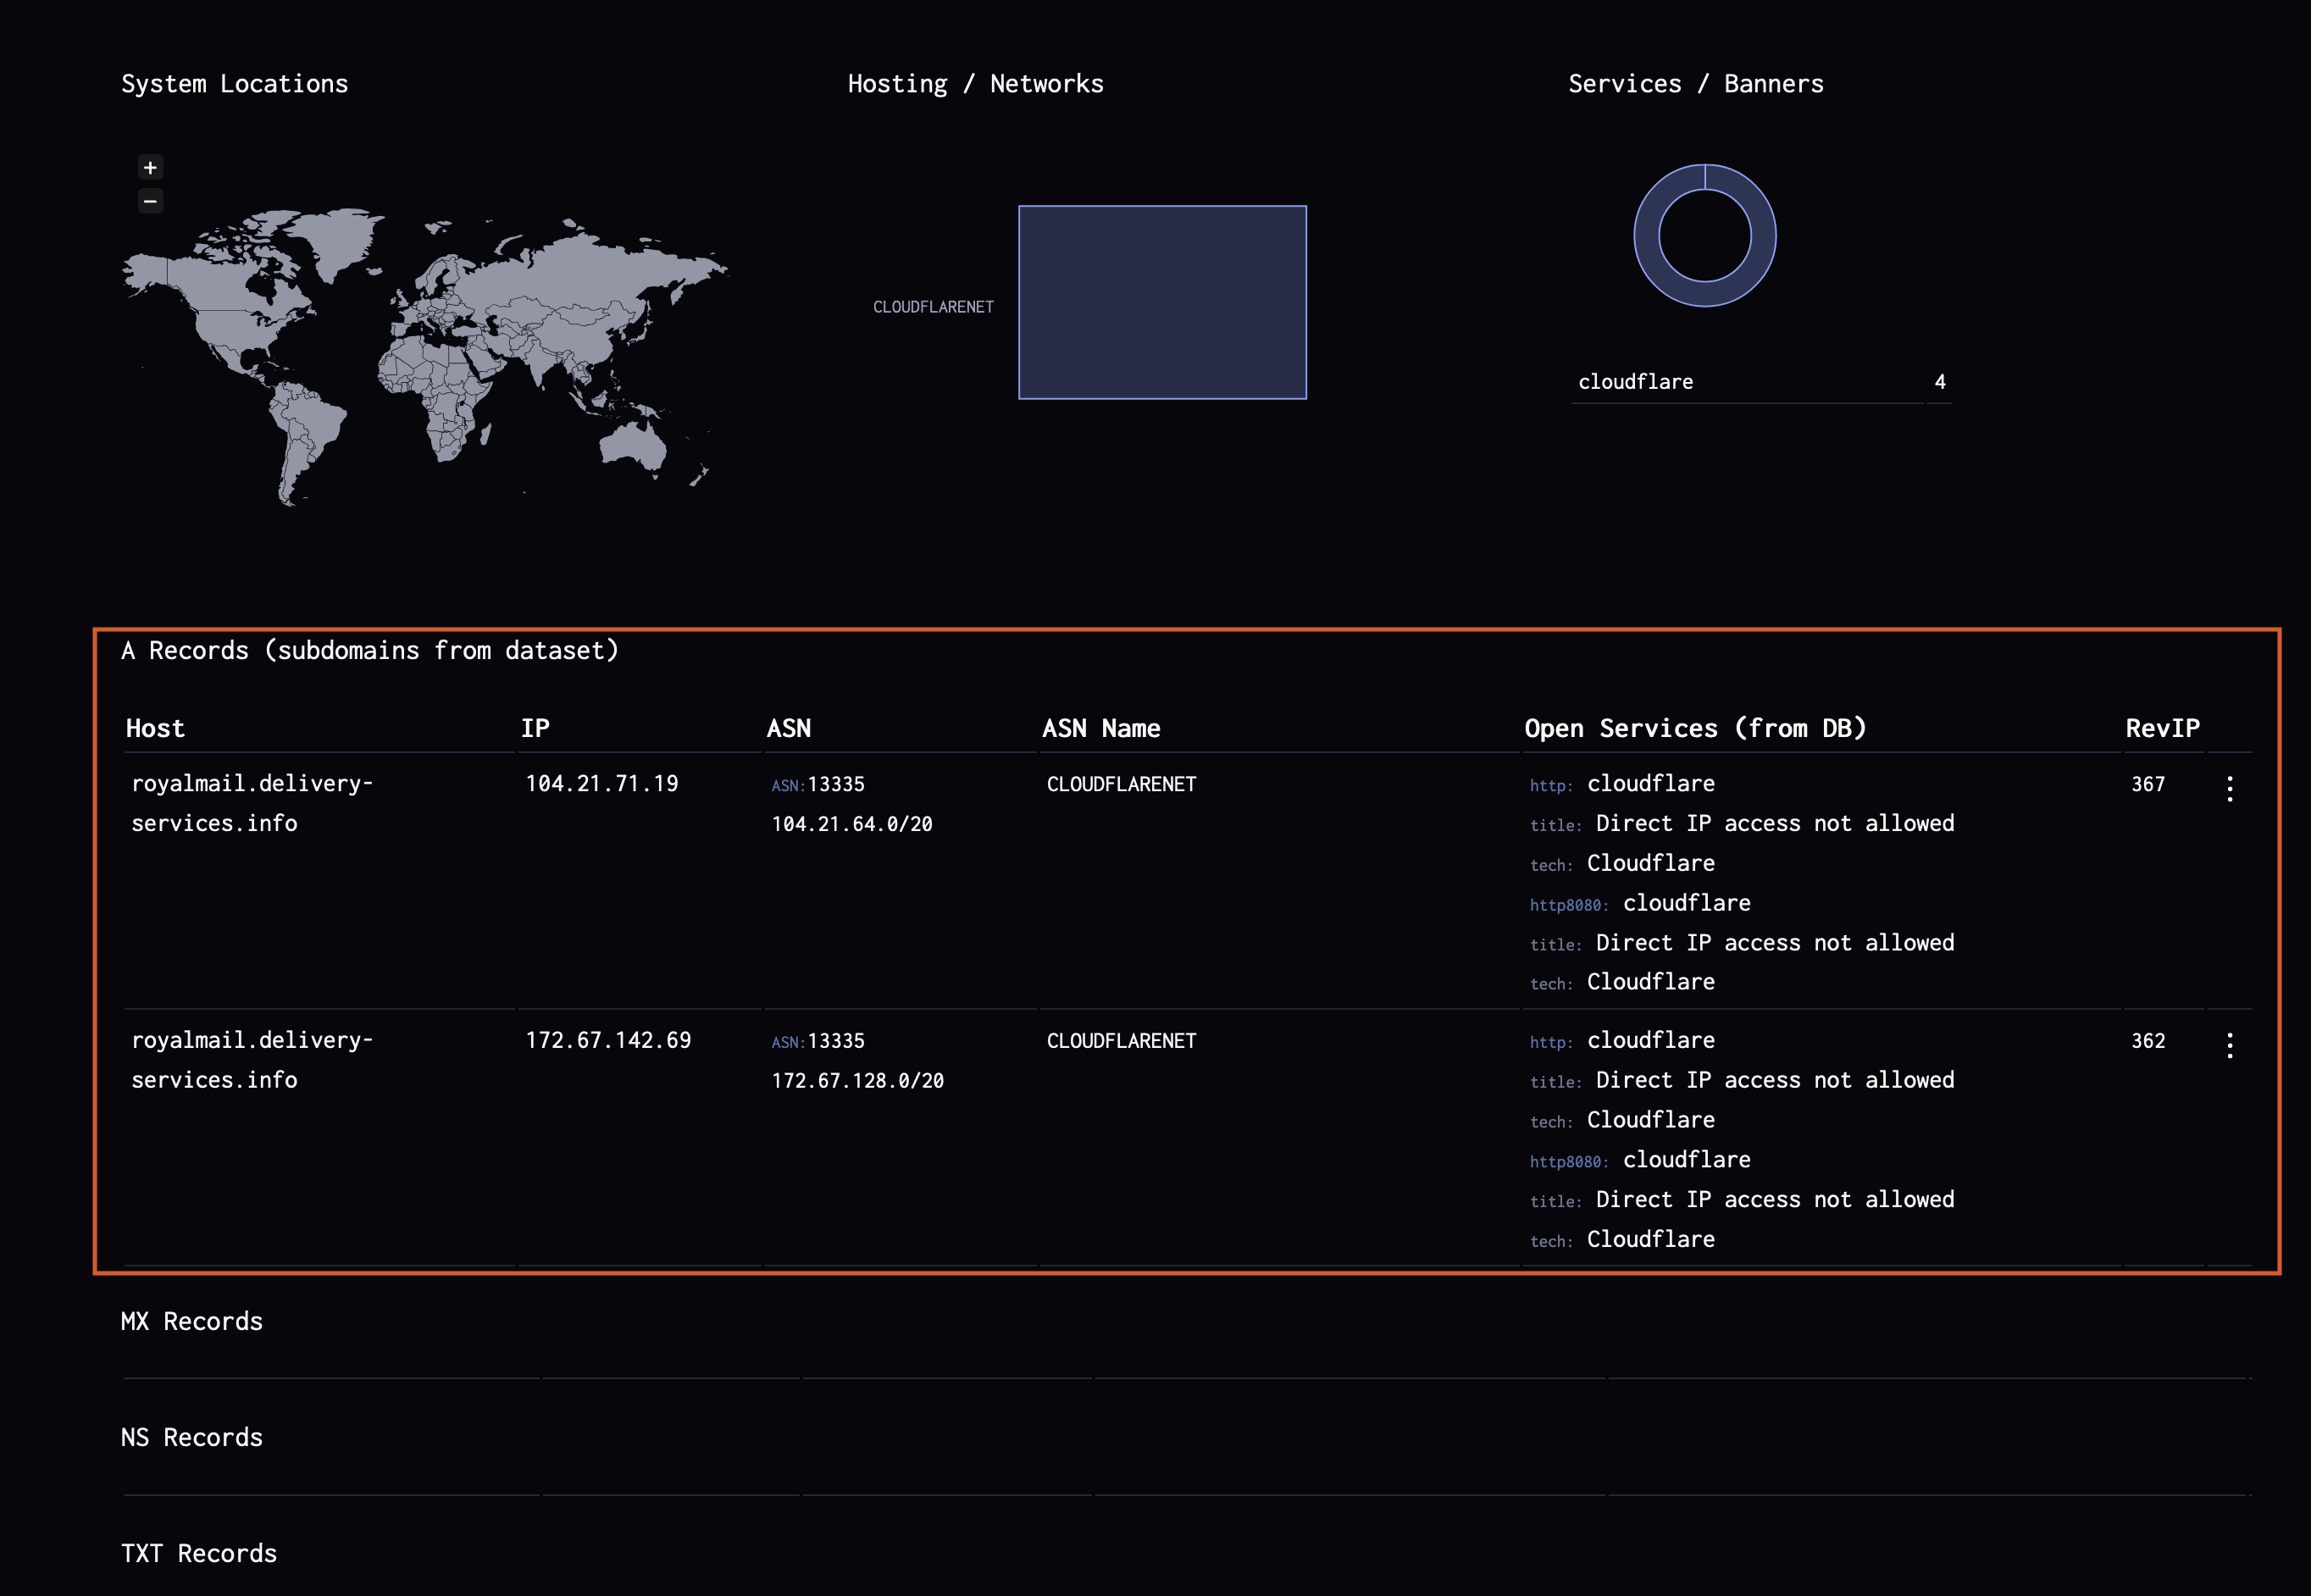 System Locations
Hosting / Networks
Services / Banners
+
−
CLOUDFLARENET
cloudflare 4
A Records (subdomains from dataset)
Host IP ASN ASN Name Open Services (from DB) RevIP
royalmail.delivery- 104.21.71.19 ASN:13335 CLOUDFLARENET http: cloudflare 367
services.info 104.21.64.0/20 title: Direct IP access not allowed
tech: Cloudflare
http8080: cloudflare
title: Direct IP access not allowed
tech: Cloudflare
royalmail.delivery- 172.67.142.69 ASN:13335 CLOUDFLARENET http: cloudflare 362
services.info 172.67.128.0/20 title: Direct IP access not allowed
tech: Cloudflare
http8080: cloudflare
title: Direct IP access not allowed
tech: Cloudflare
MX Records
NS Records
TXT Records